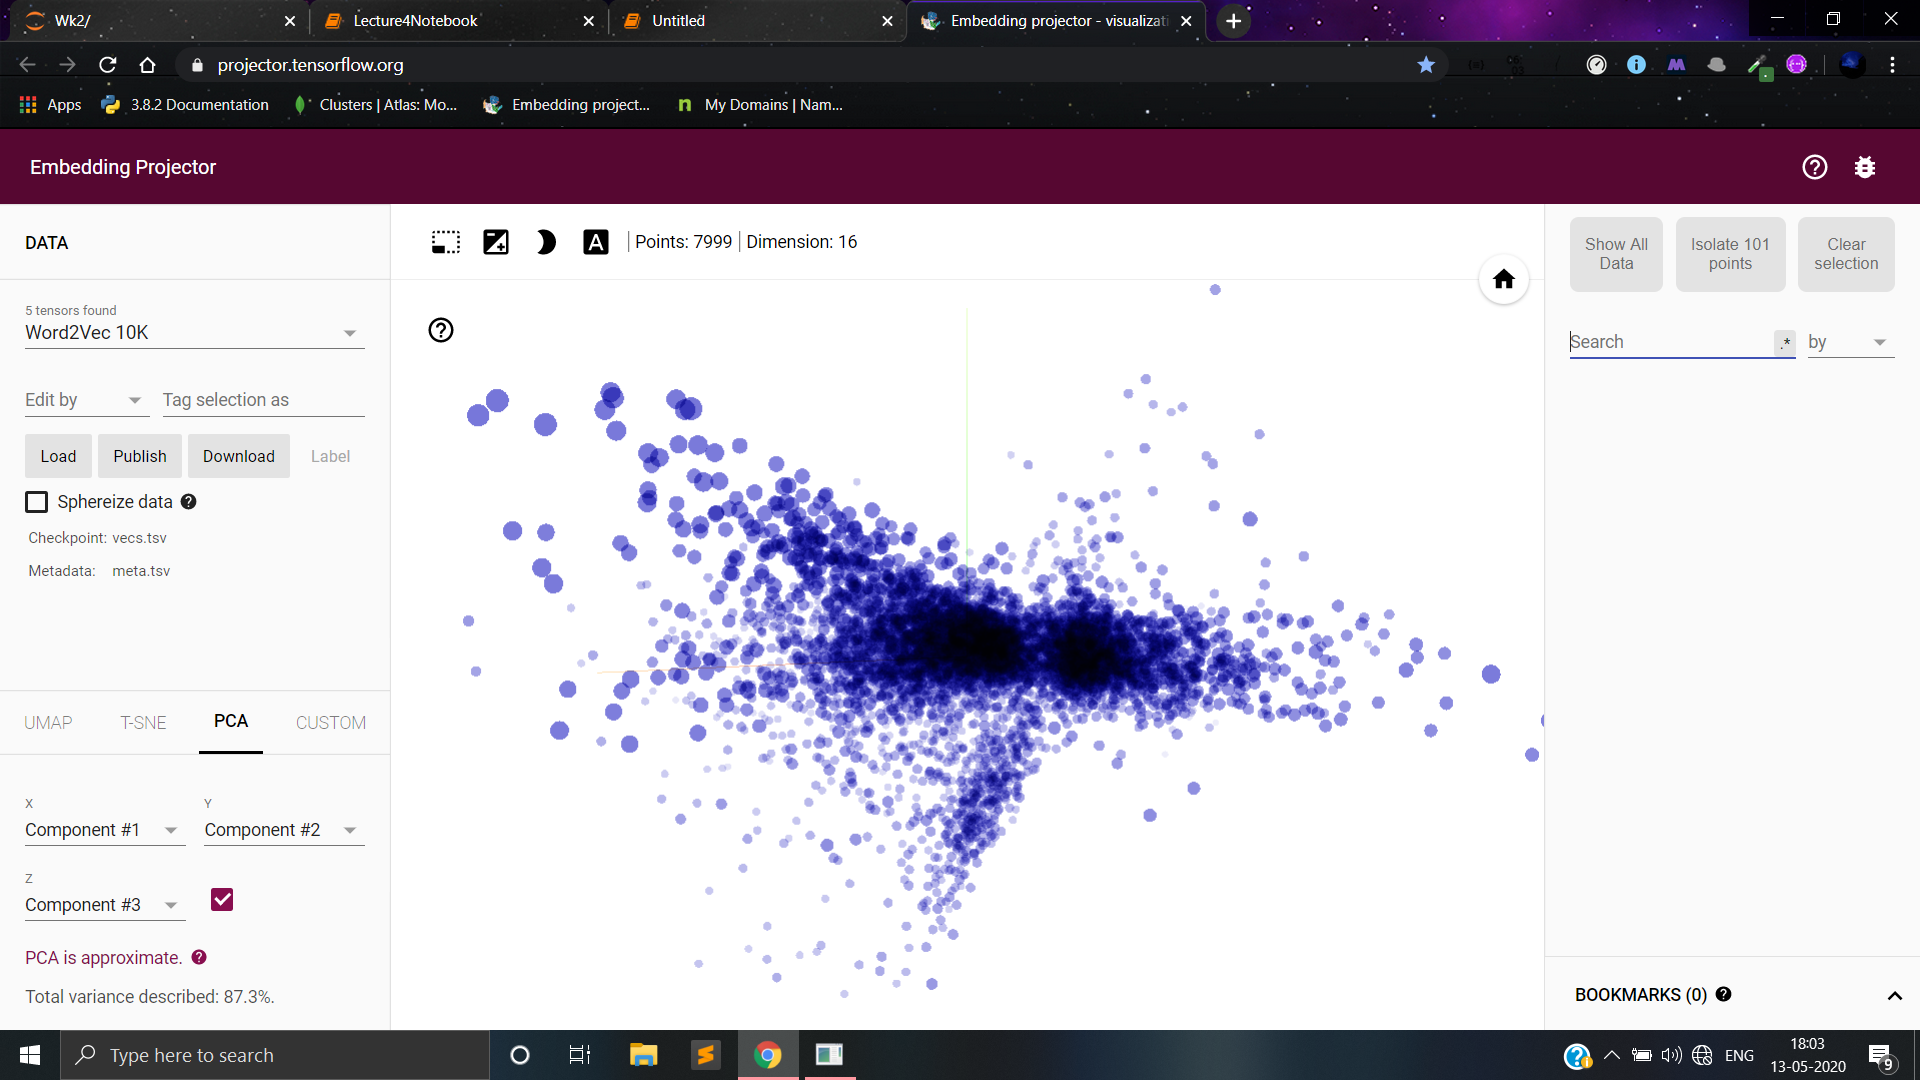 Wk2/
Lecture4Notebook
Untitled
Embedding projector - visualizati
projector.tensorflow.org
Apps
3.8.2 Documentation
Clusters | Atlas: Mo...
Embedding project...
n My Domains | Nam...
Embedding Projector
DATA
A
Points: 7999
Dimension: 16
5 tensors found
Word2Vec 10K
Edit by
Tag selection as
Load
Publish
Download
Label
Sphereize data
Checkpoint: vecs.tsv
Metadata: meta.tsv
UMAP
T-SNE
PCA
CUSTOM
X
Y
Component #1
Component #2
Z
Component #3
PCA is approximate.
Total variance described: 87.3%.
Show All
Data
Isolate 101
points
Clear
selection
Search
.*
by
BOOKMARKS (0)
Type here to search
ENG
18:03
13-05-2020
9